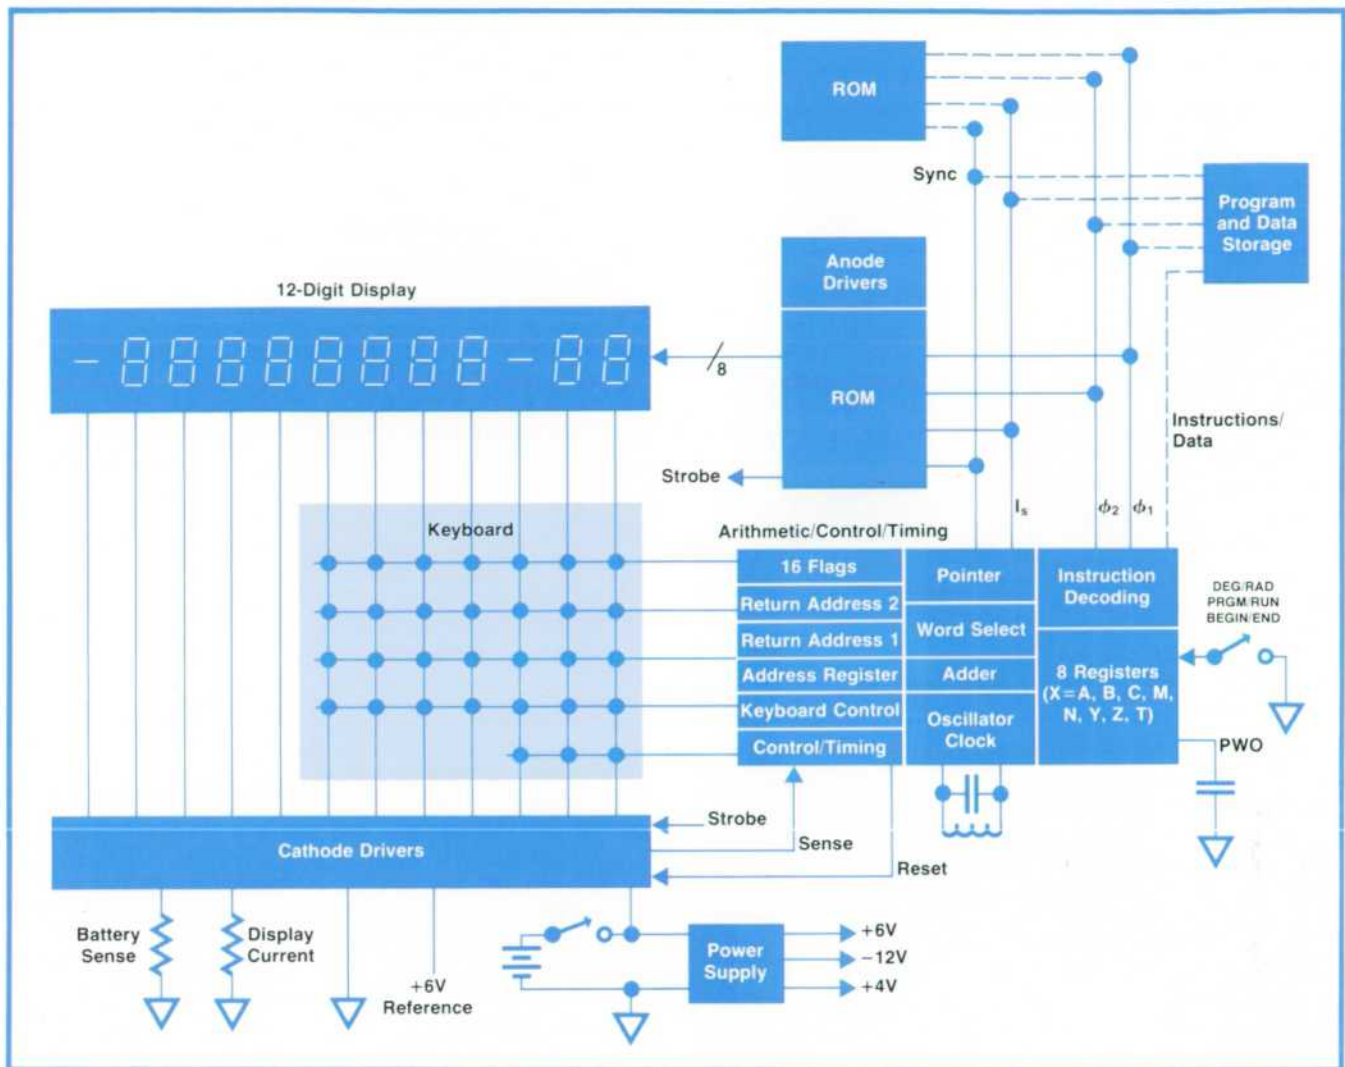 ROM
Sync
Program
and Data
Storage
Anode
Drivers
12-Digit Display
8
ROM
Instructions/
Data
Strobe
Is
ϕ2
ϕ1
Keyboard
Arithmetic/Control/Timing
16 Flags
Return Address 2
Return Address 1
Address Register
Keyboard Control
Control/Timing
Pointer
Word Select
Adder
Oscillator
Clock
Instruction
Decoding
8 Registers
(X=A, B, C, M,
N, Y, Z, T)
DEG/RAD
PRGM/RUN
BEGIN/END
PWO
Cathode Drivers
Strobe
Sense
Reset
Battery
Sense
Display
Current
+6V
Reference
Power
Supply
+6V
−12V
+4V